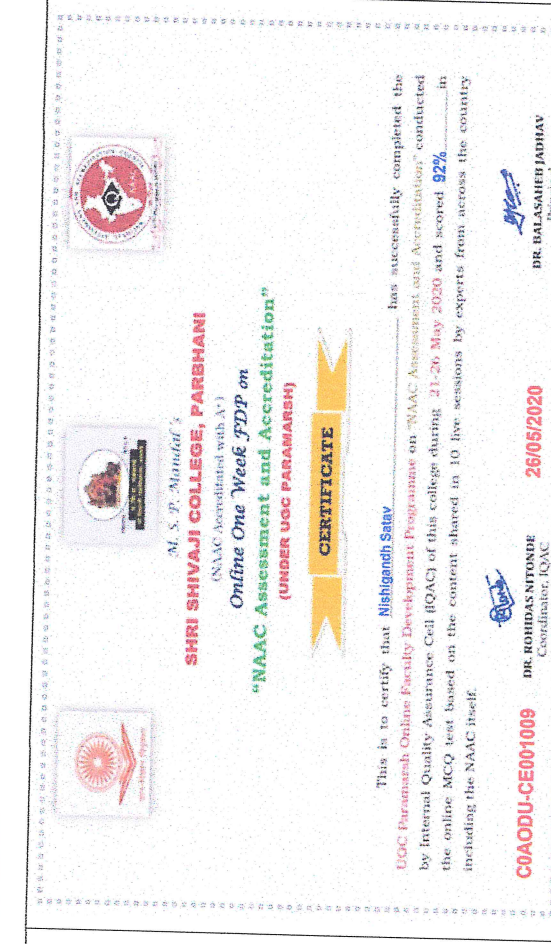 M. S. P. Mandal's
SHRI SHIVAJI COLLEGE, PARBHANI
(NAAC Accreditated with A+)
Online One Week FDP on
"NAAC Assessment and Accreditation"
(UNDER UGC PARAMARSH)
CERTIFICATE
This is to certify that Nishigandh Satav has successfully completed the
UGC Paramarsh Online Faculty Development Programme on "NAAC Assessment and Accreditation" conducted
by Internal Quality Assurance Cell (IQAC) of this college during 21-26 May 2020 and scored 92% in
the online MCQ test based on the content shared in 10 live sessions by experts from across the country
including the NAAC itself.
C0AODU-CE001009
DR. ROHIDAS NITONDE
Coordinator, IQAC
26/05/2020
DR. BALASAHEB JADHAV